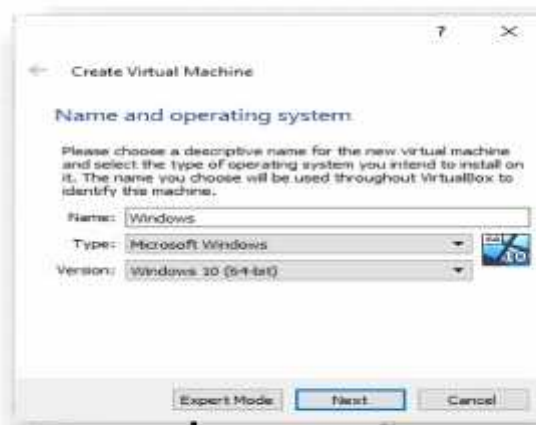 ?
Create Virtual Machine
Name and operating system
Please choose a descriptive name for the new virtual machine
and select the type of operating system you intend to install on
it. The name you choose will be used throughout VirtualBox to
identify this machine.
Name: Windows
Type: Microsoft Windows
Version: Windows 10 (64-bit)
64
10
Expert Mode Next Cancel